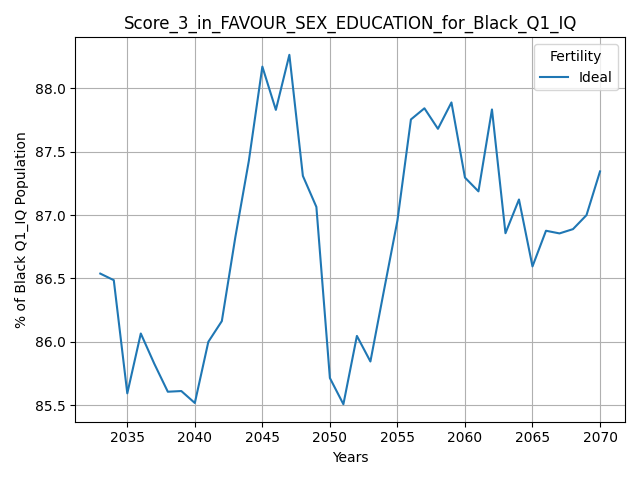 Score_3_in_FAVOUR_SEX_EDUCATION_for_Black_Q1_IQ
Fertility
Ideal
% of Black Q1_IQ Population
88.0
87.5
87.0
86.5
86.0
85.5
2035 2040 2045 2050 2055 2060 2065 2070
Years